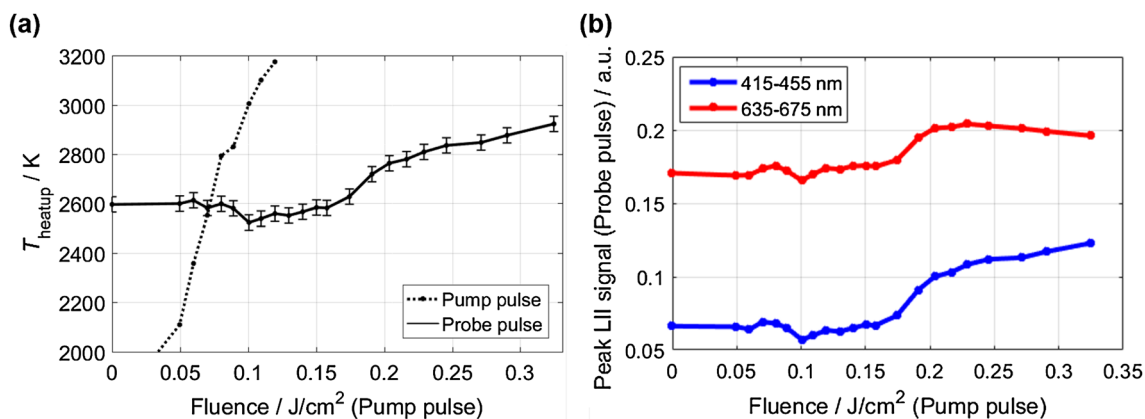 (a)
3200
3000
2800
2600
2400
2200
2000
T_heatup / K
0
0.05
0.1
0.15
0.2
0.25
0.3
Fluence / J/cm² (Pump pulse)
Pump pulse
Probe pulse
(b)
0.25
0.2
0.15
0.1
0.05
Peak LII signal (Probe pulse) / a.u.
415-455 nm
635-675 nm
0
0.05
0.1
0.15
0.2
0.25
0.3
0.35
Fluence / J/cm² (Pump pulse)